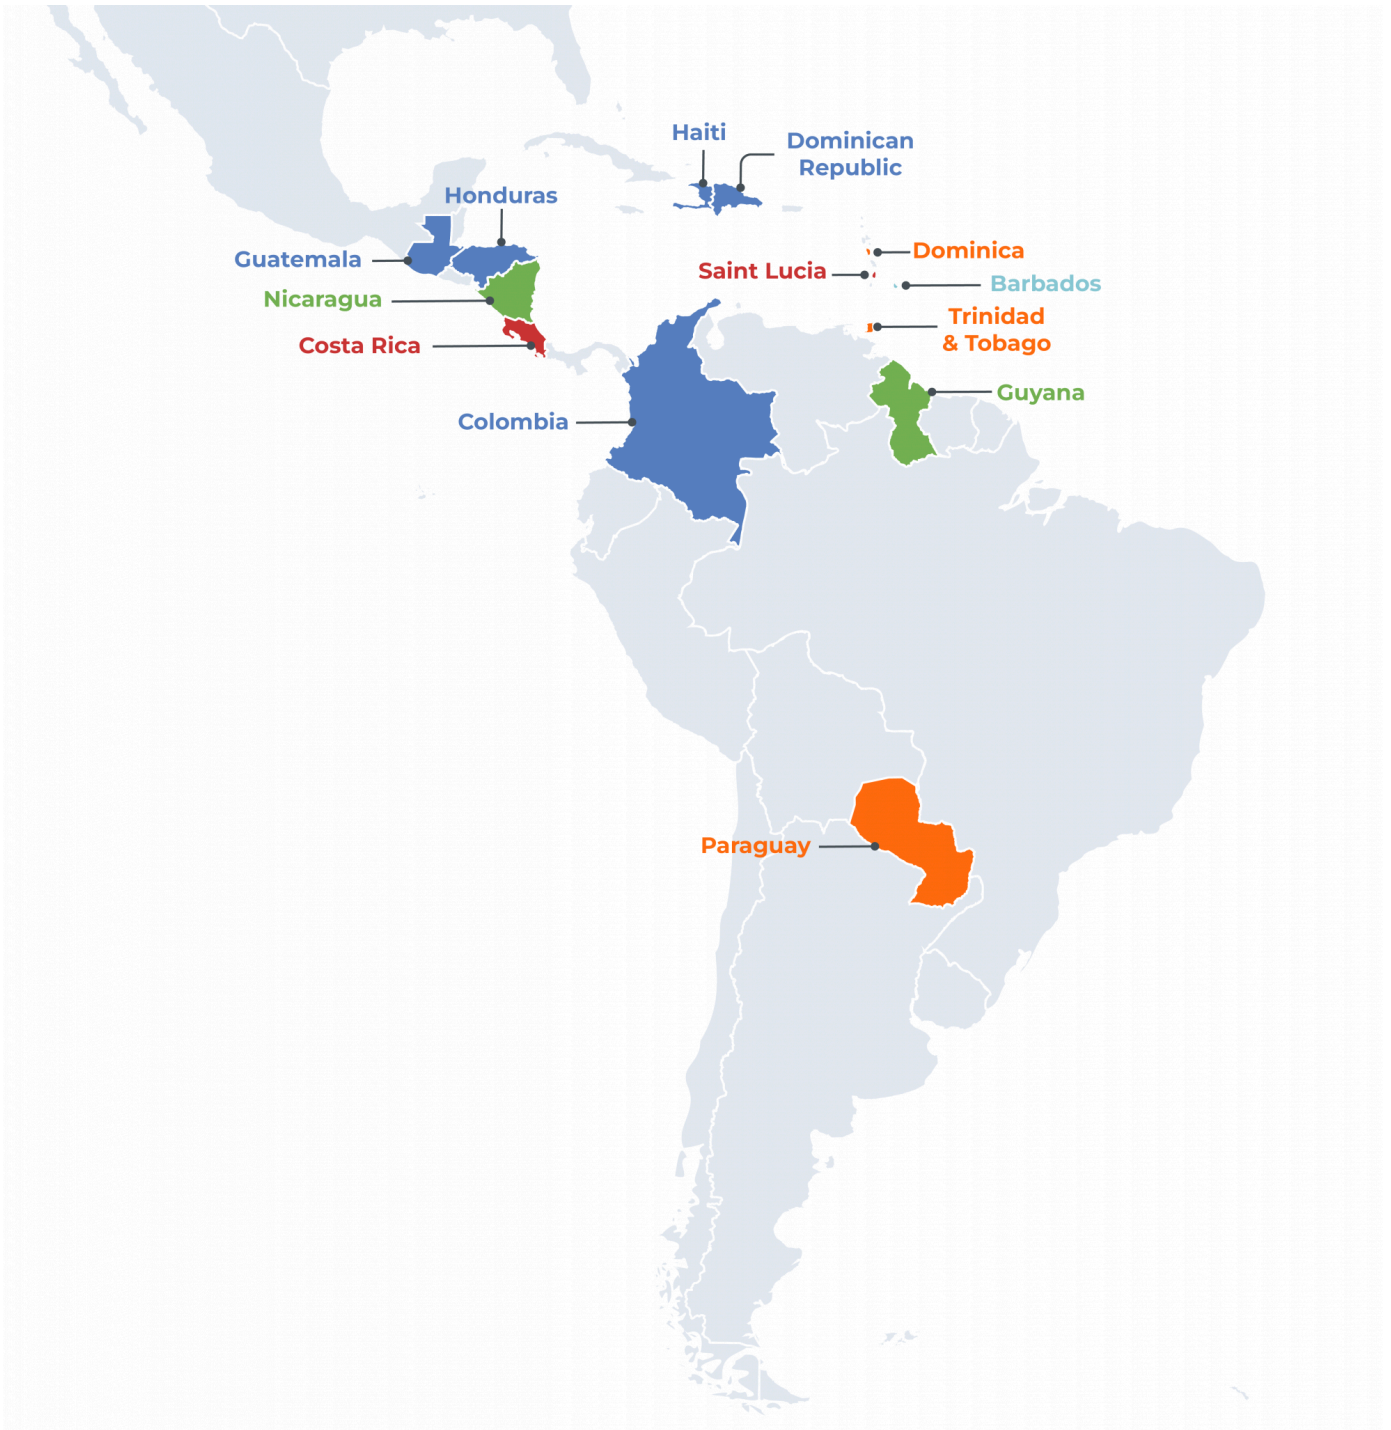 Haiti
Dominican
Republic
Honduras
Guatemala
Dominica
Saint Lucia
Barbados
Nicaragua
Trinidad
& Tobago
Costa Rica
Guyana
Colombia
Paraguay